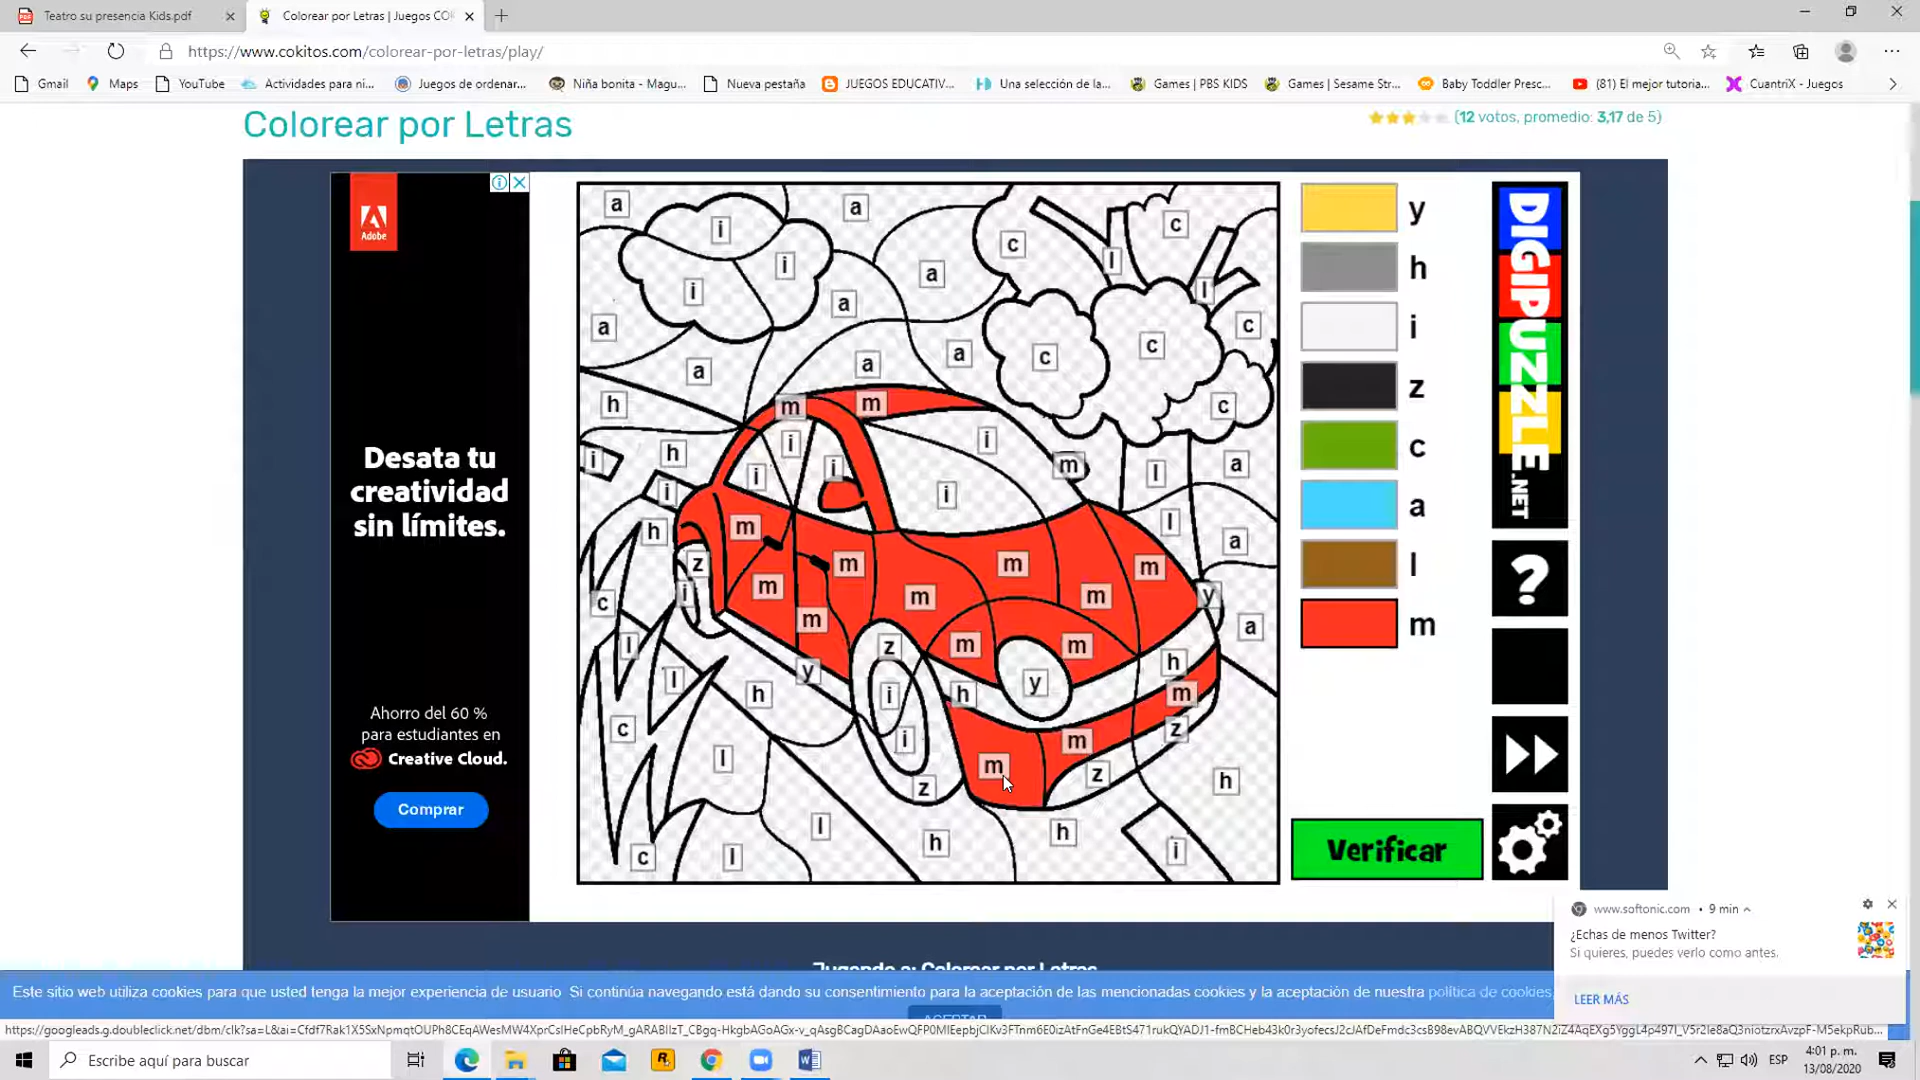 Teatro su presencia Kids.pdf
Colorear por Letras | Juegos COK
https://www.cokitos.com/colorear-por-letras/play/
Gmail
Maps
YouTube
Actividades para ni...
Juegos de ordenar...
Niña bonita - Magu...
Nueva pestaña
JUEGOS EDUCATIV...
Una selección de la...
Games | PBS KIDS
Games | Sesame Str...
Baby Toddler Presc...
(81) El mejor tutoria...
CuantriX - Juegos
Colorear por Letras
(12 votos, promedio: 3,17 de 5)
Adobe
Desata tu
creatividad
sin límites.
Ahorro del 60 %
para estudiantes en
Creative Cloud.
Comprar
a a c c
i i i l l
a a a a a a
c c c c
h h i i h
m m i i i i i m
l a l a
m m m m m m m m
z i y a
c l l c
y z m m h m
h i h y i z
l m m z z h
l h h i
c l
y
h
i
z
c
a
l
m
DIGIPUZZLE.NET
?
Verificar
www.softonic.com • 9 min
¿Echas de menos Twitter?
Si quieres, puedes verlo como antes.
LEER MÁS
Jugando a: Colorear por Letras
Este sitio web utiliza cookies para que usted tenga la mejor experiencia de usuario Si continúa navegando está dando su consentimiento para la aceptación de las mencionadas cookies y la aceptación de nuestra política de cookies
ACEPTAR
Escribe aquí para buscar
ESP
4:01 p. m.
13/08/2020